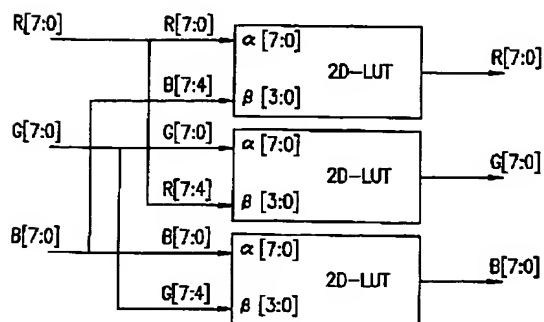 R[7:0] R[7:0] α [7:0] R[7:0]
2D-LUT
B[7:4] β [3:0]
G[7:0] G[7:0] α [7:0]
2D-LUT G[7:0]
R[7:4] β [3:0]
B[7:0] B[7:0] α [7:0]
2D-LUT B[7:0]
G[7:4] β [3:0]